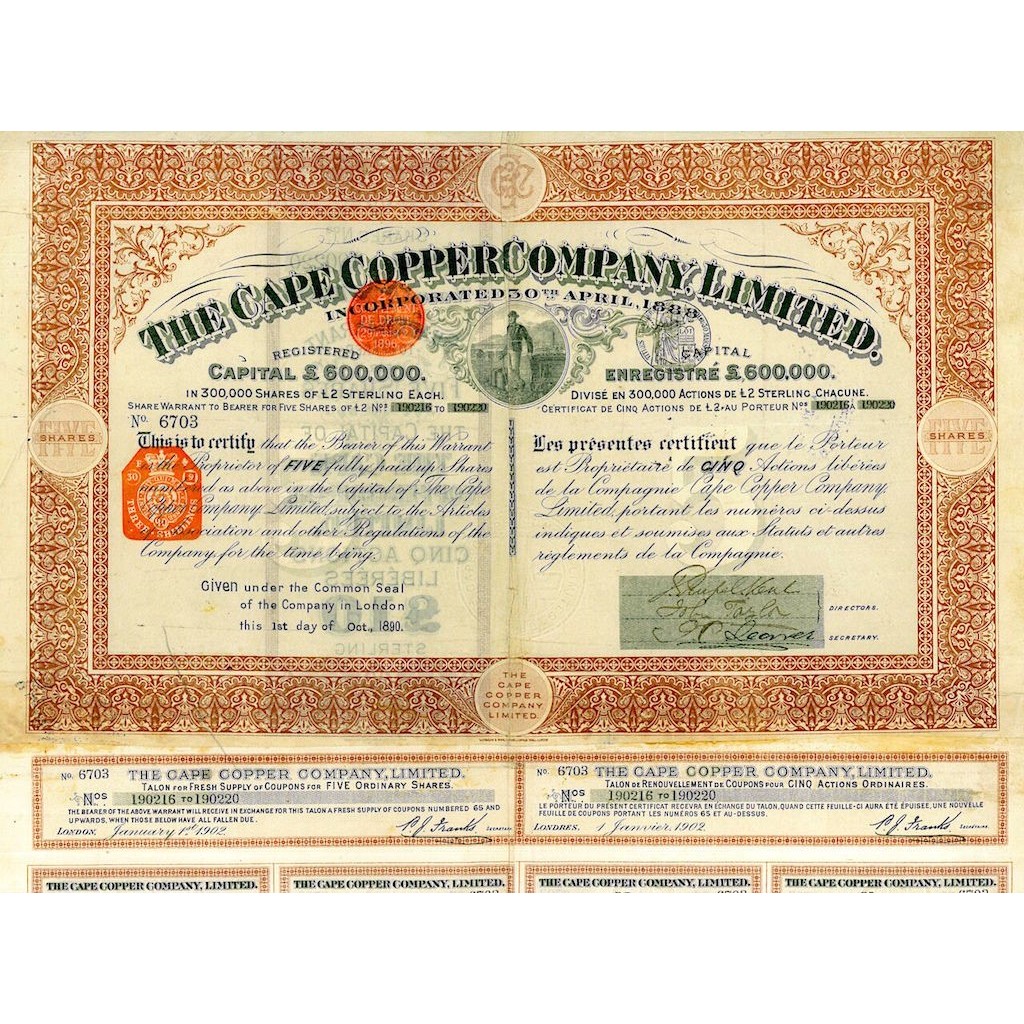 THE CAPE COPPER COMPANY, LIMITED.
INCORPORATED 30TH APRIL, 1888
REGISTERED
CAPITAL £600,000.
IN 300,000 SHARES OF £2 STERLING EACH.
SHARE WARRANT TO BEARER FOR FIVE SHARES OF £2 Nos 190216 TO 190220
No. 6703
This is to certify that the Bearer of this Warrant
is the Proprietor of FIVE fully paid up Shares
as above in the Capital of The Cape
Company, Limited, subject to the Articles
and other Regulations of the
Company, for the time being.
Given under the Common Seal
of the Company in London
this 1st day of Oct., 1890.
CAPITAL
ENREGISTRÉ £600,000.
DIVISÉ EN 300,000 ACTIONS DE £2 STERLING CHACUNE.
CERTIFICAT DE CINQ ACTIONS DE £2 AU PORTEUR Nos 190216 À 190220
Les présentes certifient que le Porteur
est Propriétaire de CINQ Actions libérées
de la Compagnie Cape Copper Company,
Limited, portant les numéros ci-dessus
indiqués et soumises aux Statuts et autres
règlements de la Compagnie.
DIRECTORS.
SECRETARY.
FIVE
SHARES
FIVE
SHARES
THREE SHILLINGS
THE
CAPE
COPPER
COMPANY
LIMITED.
No. 6703 THE CAPE COPPER COMPANY, LIMITED.
TALON FOR FRESH SUPPLY OF COUPONS FOR FIVE ORDINARY SHARES.
Nos 190216 TO 190220
THE BEARER OF THE ABOVE WARRANT WILL RECEIVE IN EXCHANGE FOR THIS TALON A FRESH SUPPLY OF COUPONS NUMBERED 65 AND
UPWARDS, WHEN THOSE BELOW HAVE ALL FALLEN DUE.
LONDON, January 1st 1902. P.J. Franks
No. 6703 THE CAPE COPPER COMPANY, LIMITED.
TALON DE RENOUVELLEMENT DE COUPONS POUR CINQ ACTIONS ORDINAIRES.
Nos 190216 TO 190220
LE PORTEUR DU PRÉSENT CERTIFICAT RECEVRA EN ÉCHANGE DU TALON, QUAND CETTE FEUILLE-CI AURA ÉTÉ ÉPUISÉE, UNE NOUVELLE
FEUILLE DE COUPONS PORTANT LES NUMÉROS 65 ET AU-DESSUS.
LONDRES, 1 Janvier, 1902. P.J. Franks
THE CAPE COPPER COMPANY, LIMITED.
THE CAPE COPPER COMPANY, LIMITED.
THE CAPE COPPER COMPANY, LIMITED.
THE CAPE COPPER COMPANY, LIMITED.